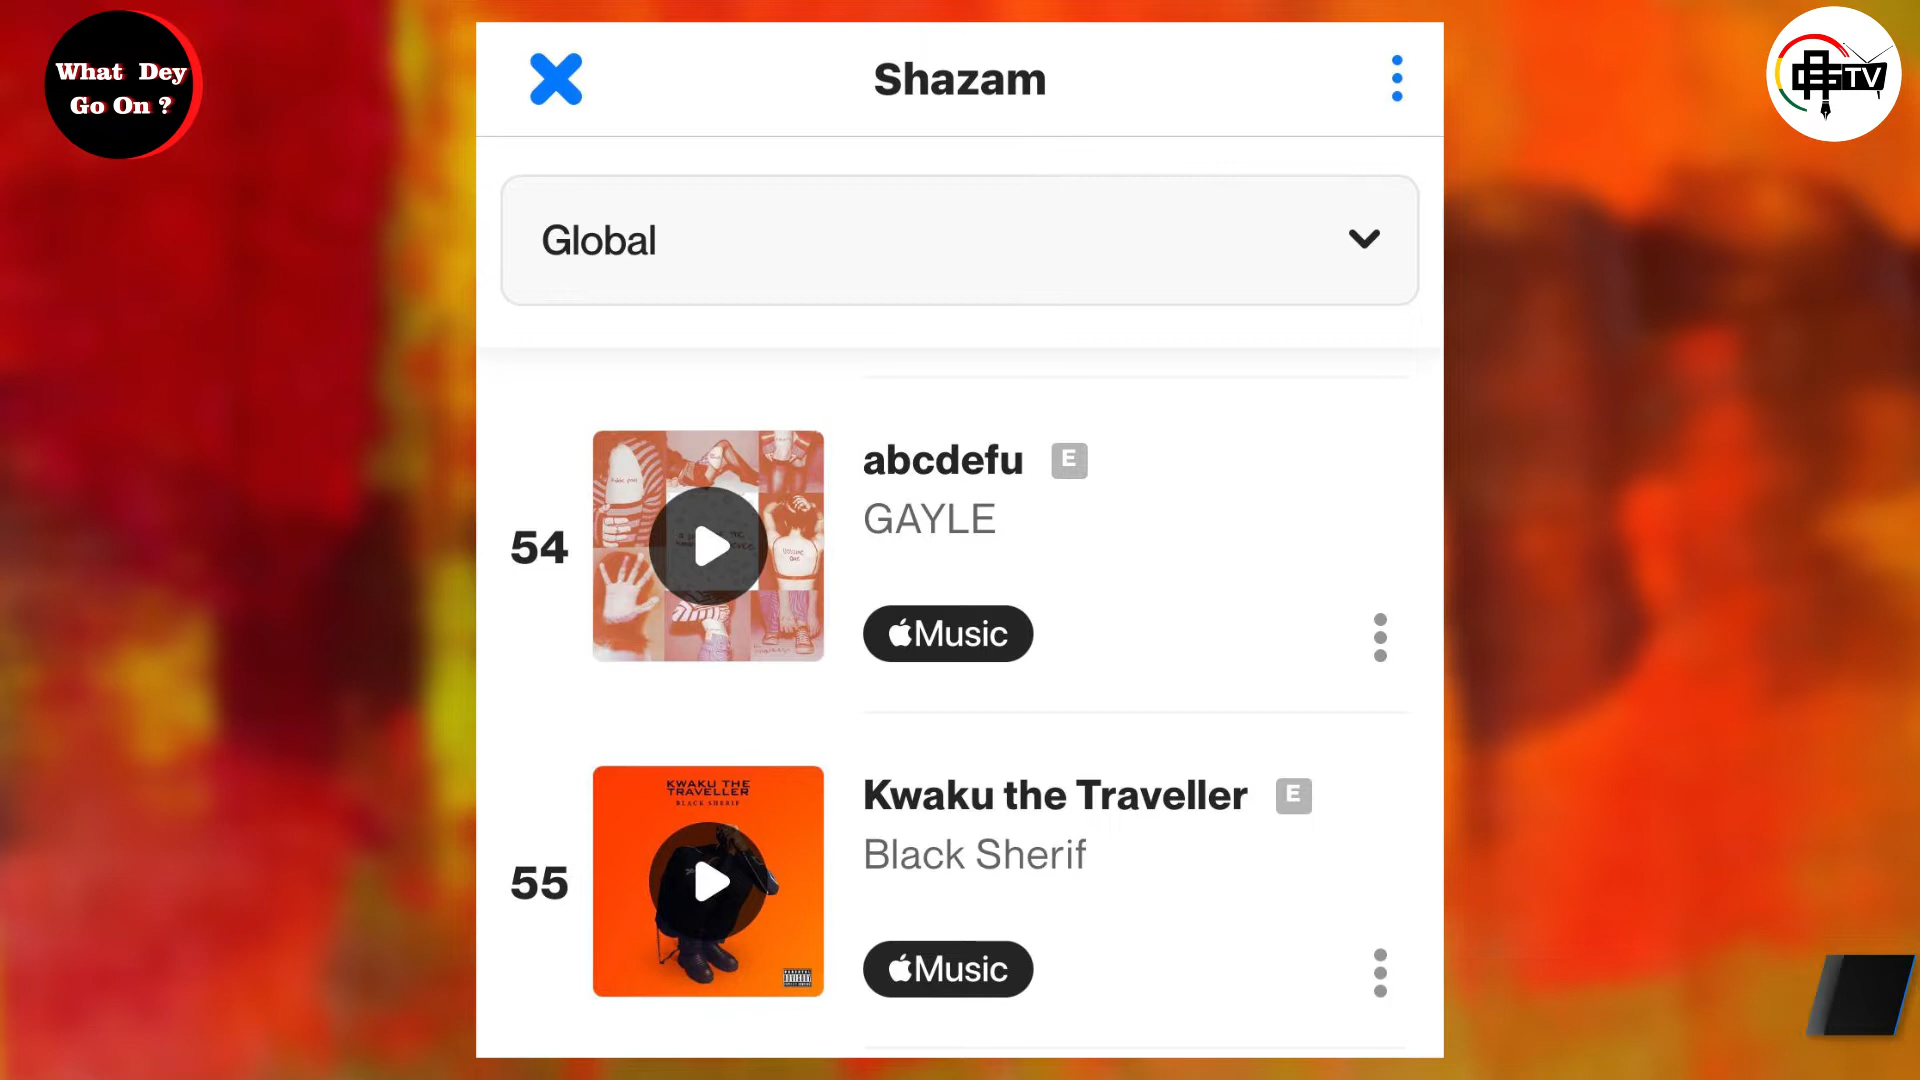 What Dey
Go On ?
TV
Shazam
Global
54
abcdefu E
GAYLE
Music
55
KWAKU THE
TRAVELLER
BLACK SHERIF
Kwaku the Traveller E
Black Sherif
Music